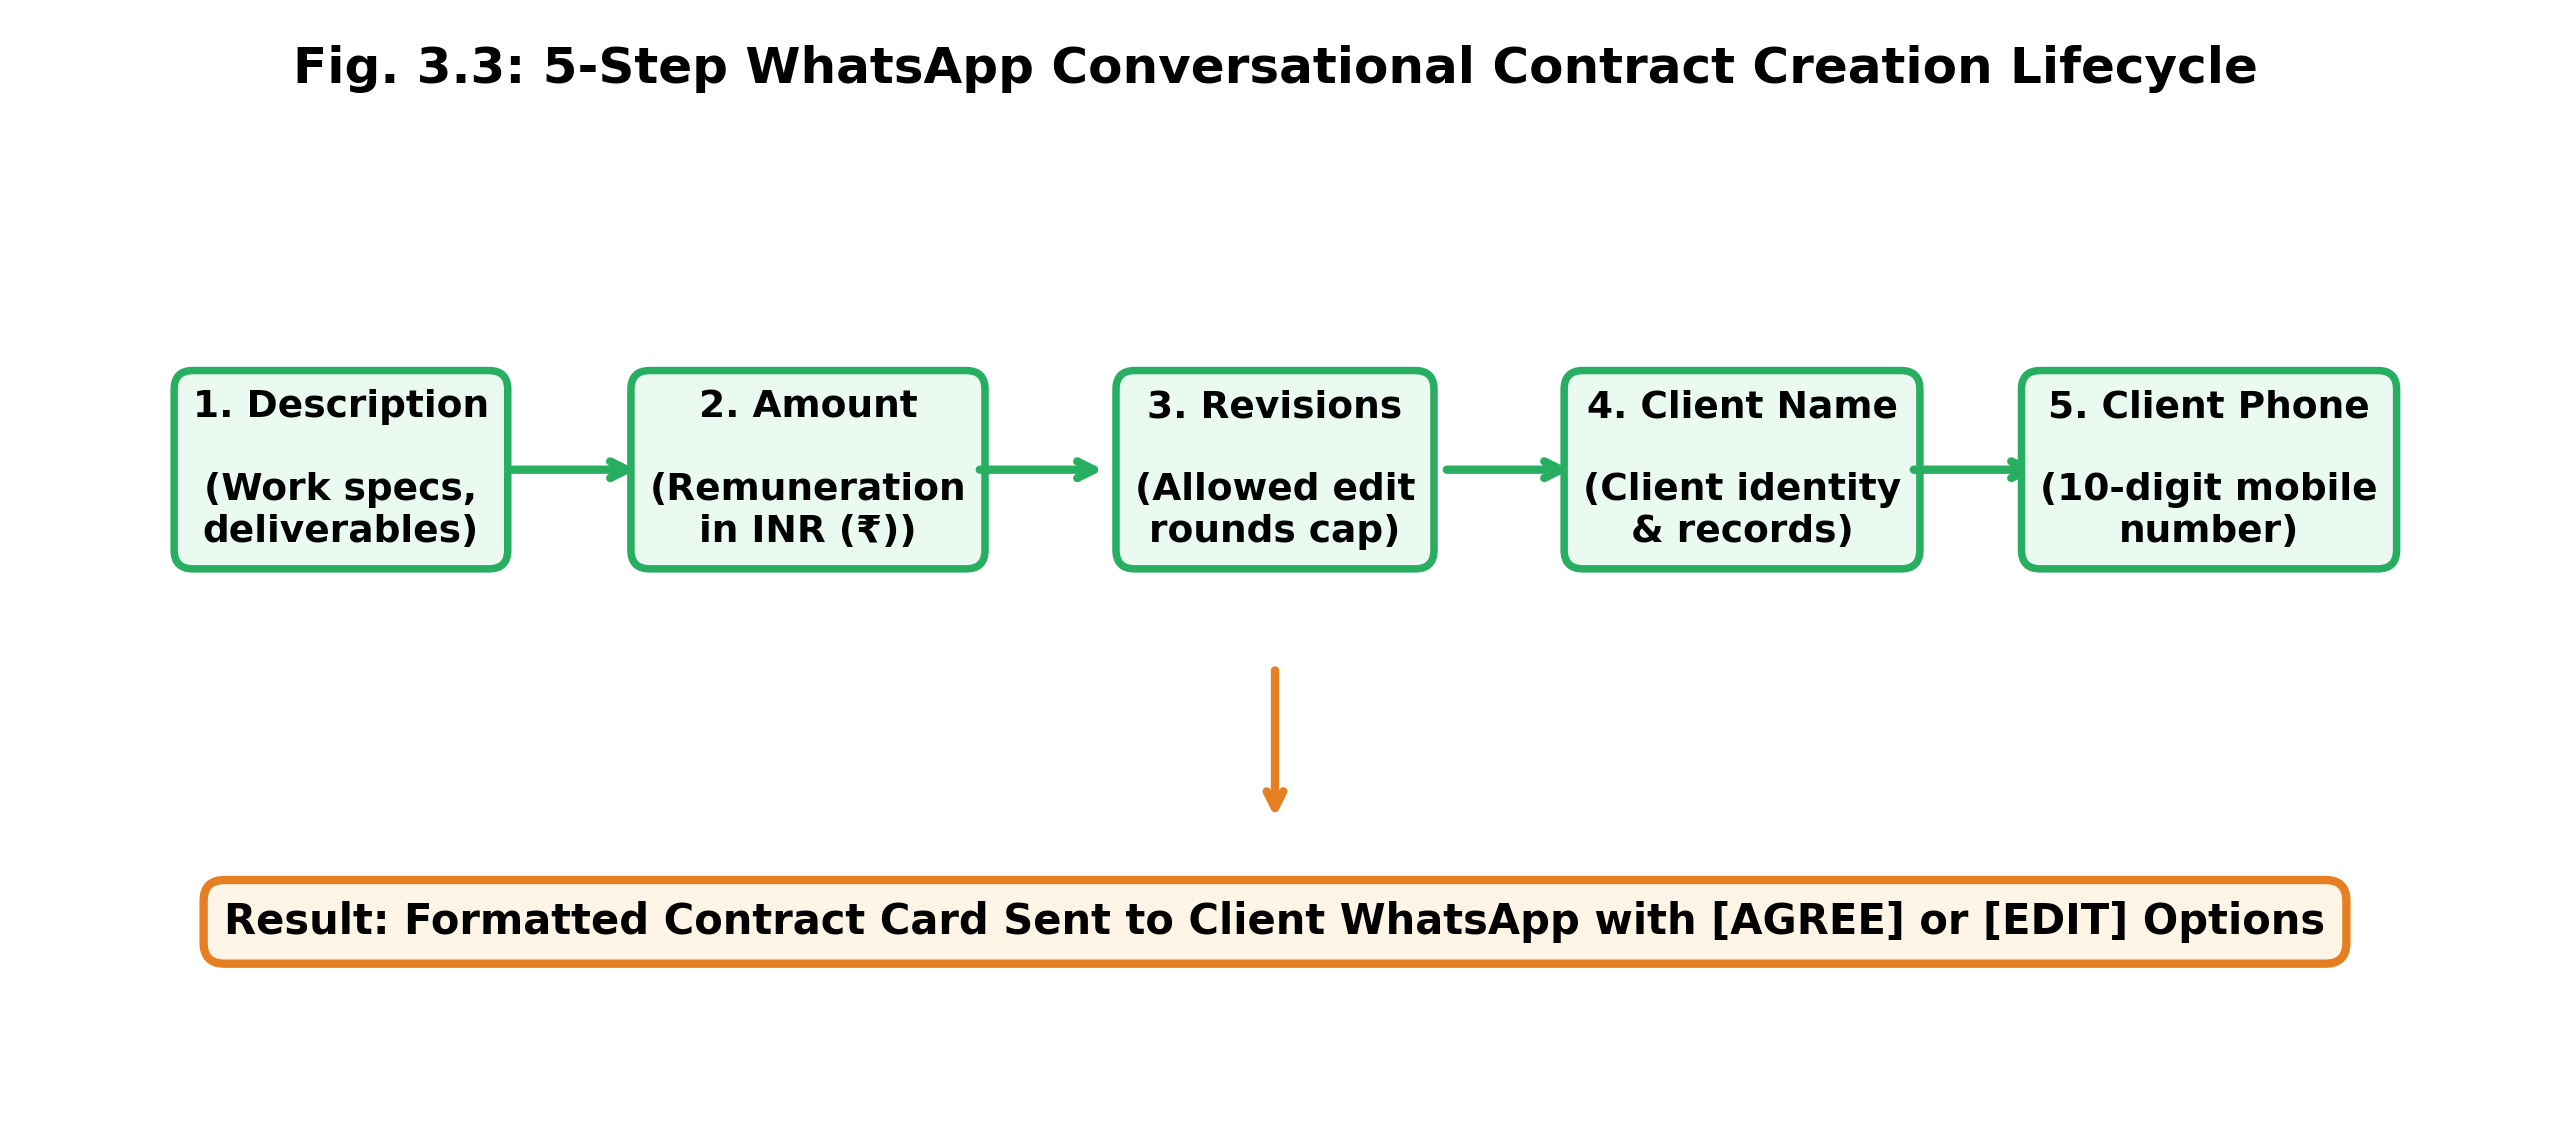 Fig. 3.3: 5-Step WhatsApp Conversational Contract Creation Lifecycle
1. Description
(Work specs,
deliverables)
2. Amount
(Remuneration
in INR (₹))
3. Revisions
(Allowed edit
rounds cap)
4. Client Name
(Client identity
& records)
5. Client Phone
(10-digit mobile
number)
Result: Formatted Contract Card Sent to Client WhatsApp with [AGREE] or [EDIT] Options